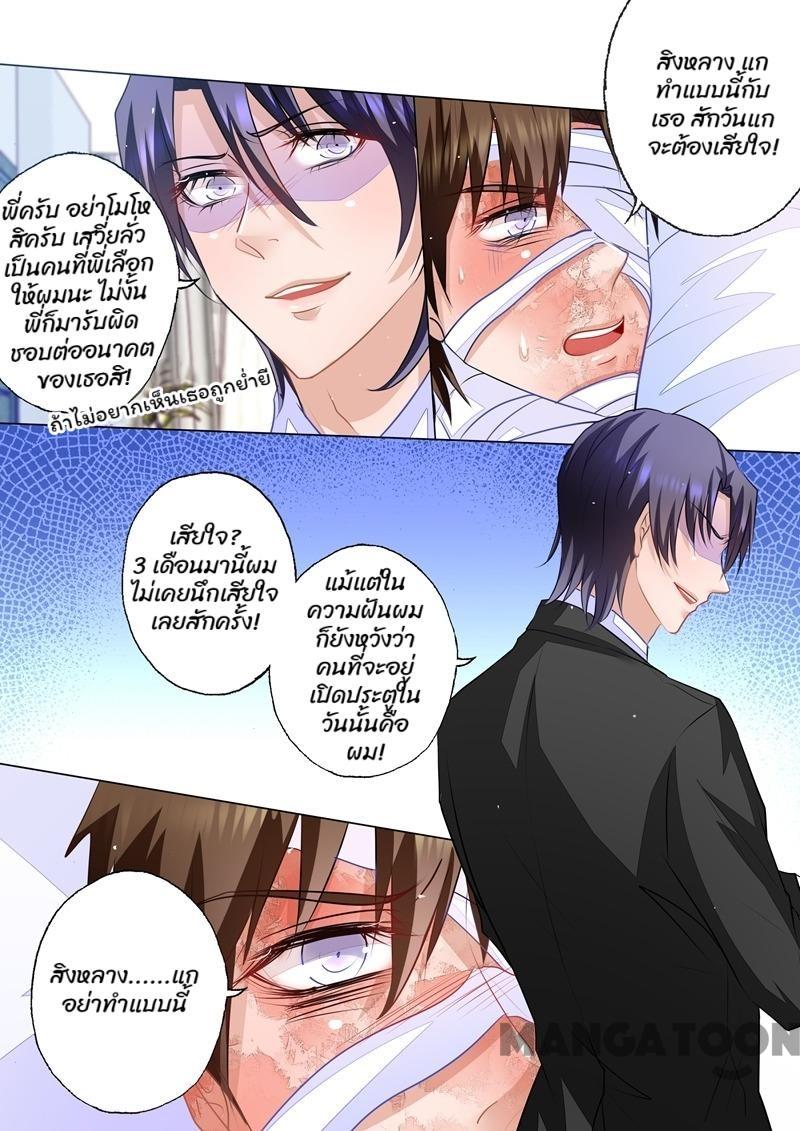 สิงหลาง แก
ทำแบบนี้กับ
เธอ สักวันแก
จะต้องเสียใจ!
พี่ครับ อย่าโมโห
สิครับ เสวี่ยลั่ว
เป็นคนที่พี่เลือก
ให้ผมนะ ไม่งั้น
พี่ก็มารับผิด
ชอบต่ออนาคต
ของเธอสิ!
ถ้าไม่อยากเห็นเธอถูกย่ำยี
เสียใจ?
3 เดือนมานี้ผม
ไม่เคยนึกเสียใจ
เลยสักครั้ง!
แม้แต่ใน
ความฝันผม
ก็ยังหวังว่า
คนที่จะอยู่
เปิดประตูใน
วันนั้นคือ
ผม!
สิงหลาง......แก
อย่าทำแบบนี้
MANGATOON